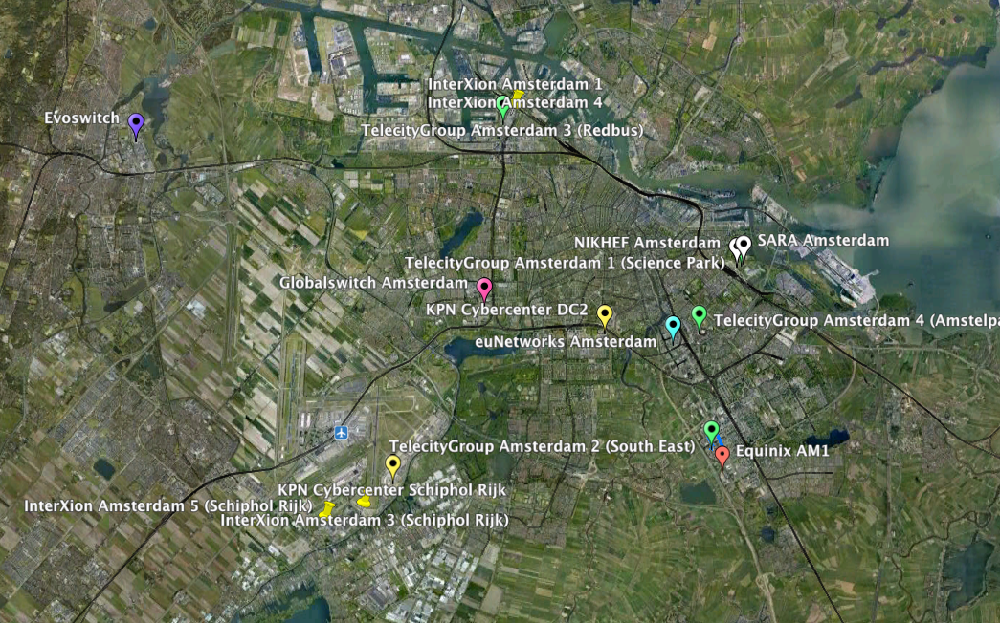 InterXion Amsterdam 1
InterXion Amsterdam 4
Evoswitch
TelecityGroup Amsterdam 3 (Redbus)
NIKHEF Amsterdam
SARA Amsterdam
TelecityGroup Amsterdam 1 (Science Park)
Globalswitch Amsterdam
KPN Cybercenter DC2
TelecityGroup Amsterdam 4 (Amstelpa
euNetworks Amsterdam
TelecityGroup Amsterdam 2 (South East)
Equinix AM1
KPN Cybercenter Schiphol Rijk
InterXion Amsterdam 5 (Schiphol Rijk)
InterXion Amsterdam 3 (Schiphol Rijk)